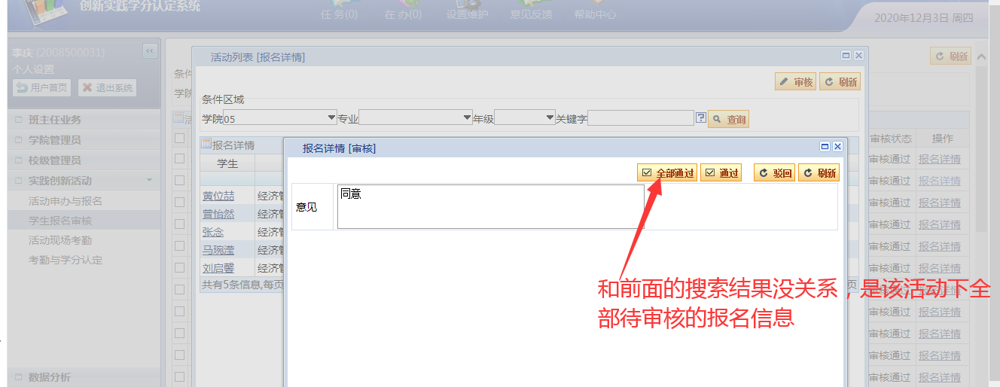 创新实践学分认定系统
任务(0) 在办(0) 设置维护 意见反馈 帮助中心
2020年12月3日 周四
李庆 (2008500031)
个人设置
用户首页 退出系统
班主任业务
学院管理员
校级管理员
实践创新活动
活动申办与报名
学生报名审核
活动现场考勤
考勤与学分认定
数据分析
刷新
条件
学院
活动列表 [报名详情]
审核 刷新
条件区域
学院 05 专业 年级 关键字 ? 查询
报名详情
学生
黄位喆 经济管
曾怡然 经济管
张念 经济管
马琬滢 经济管
刘启馨 经济管
共有5条信息,每页
页
报名详情 [审核]
全部通过 通过 驳回 刷新
意见 同意
和前面的搜索结果没关系，是该活动下全
部待审核的报名信息
审核状态 操作
审核通过 报名详情
审核通过 报名详情
审核通过 报名详情
审核通过 报名详情
审核通过 报名详情
审核通过 报名详情
审核通过 报名详情
审核通过 报名详情
审核通过 报名详情
审核通过 报名详情
审核通过 报名详情